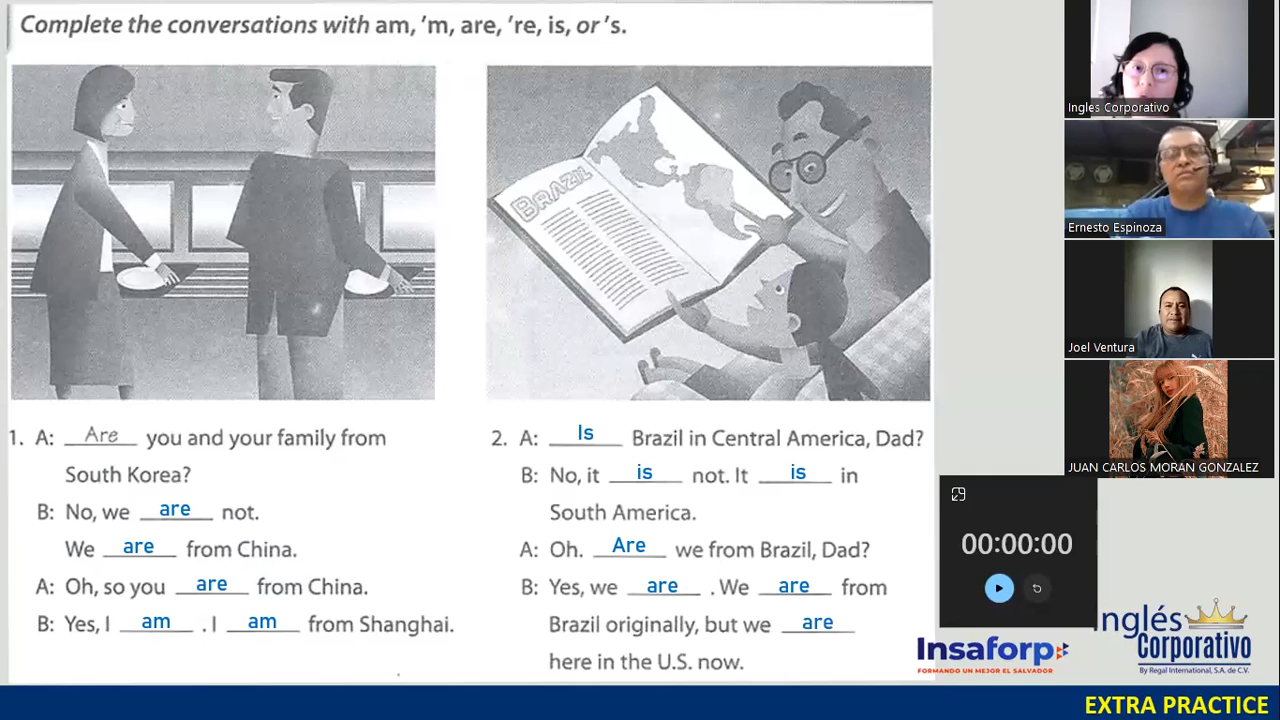 Complete the conversations with am, 'm, are, 're, is, or 's.
BRAZIL
1. A: Are you and your family from
South Korea?
B: No, we are not.
We are from China.
A: Oh, so you are from China.
B: Yes, I am . I am from Shanghai.
2. A: Is Brazil in Central America, Dad?
B: No, it is not. It is in
South America.
A: Oh. Are we from Brazil, Dad?
B: Yes, we are . We are from
Brazil originally, but we are
here in the U.S. now.
Ingles Corporativo
Ernesto Espinoza
Joel Ventura
JUAN CARLOS MORAN GONZALEZ
00:00:00
Insaforp
FORMANDO UN MEJOR EL SALVADOR
Inglés
Corporativo
By Regal International, S.A. de C.V.
EXTRA PRACTICE